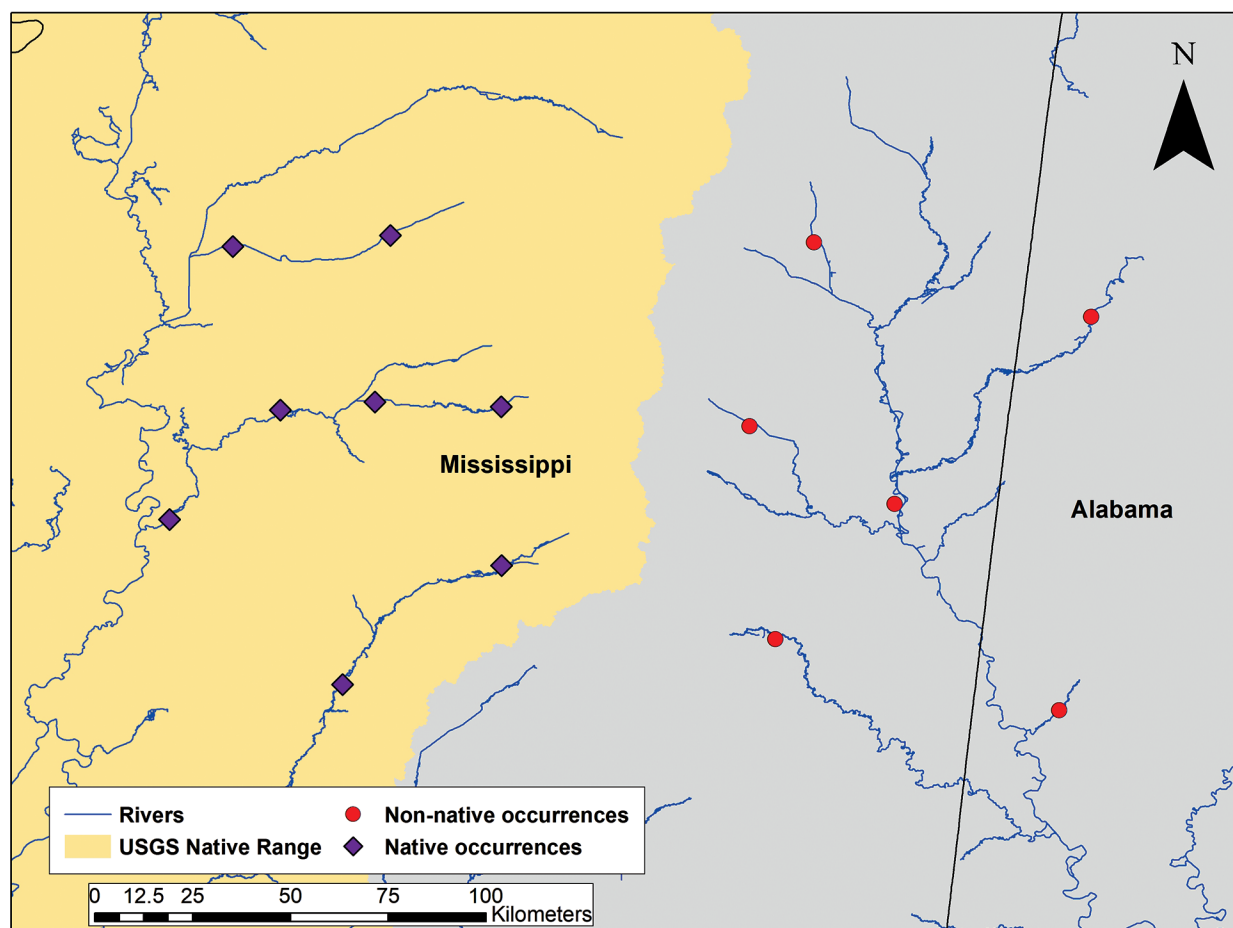 N
Mississippi
Alabama
Rivers
Non-native occurrences
USGS Native Range
Native occurrences
0 12.5 25 50 75 100
Kilometers